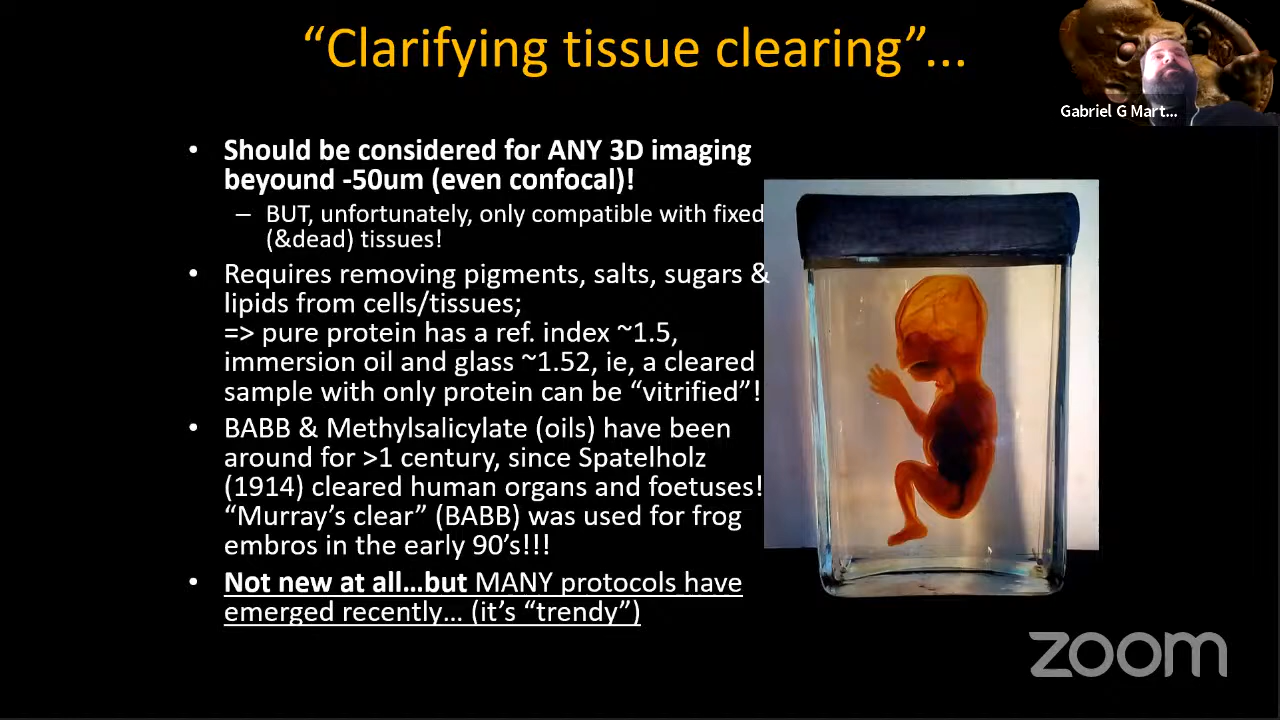 “Clarifying tissue clearing”...
Gabriel G Mart...
• Should be considered for ANY 3D imaging
beyound -50um (even confocal)!
– BUT, unfortunately, only compatible with fixed
(&dead) tissues!
• Requires removing pigments, salts, sugars &
lipids from cells/tissues;
=> pure protein has a ref. index ~1.5,
immersion oil and glass ~1.52, ie, a cleared
sample with only protein can be “vitrified”!
• BABB & Methylsalicylate (oils) have been
around for >1 century, since Spatelholz
(1914) cleared human organs and foetuses!
“Murray’s clear” (BABB) was used for frog
embros in the early 90’s!!!
• Not new at all…but MANY protocols have
emerged recently… (it’s “trendy”)
zoom